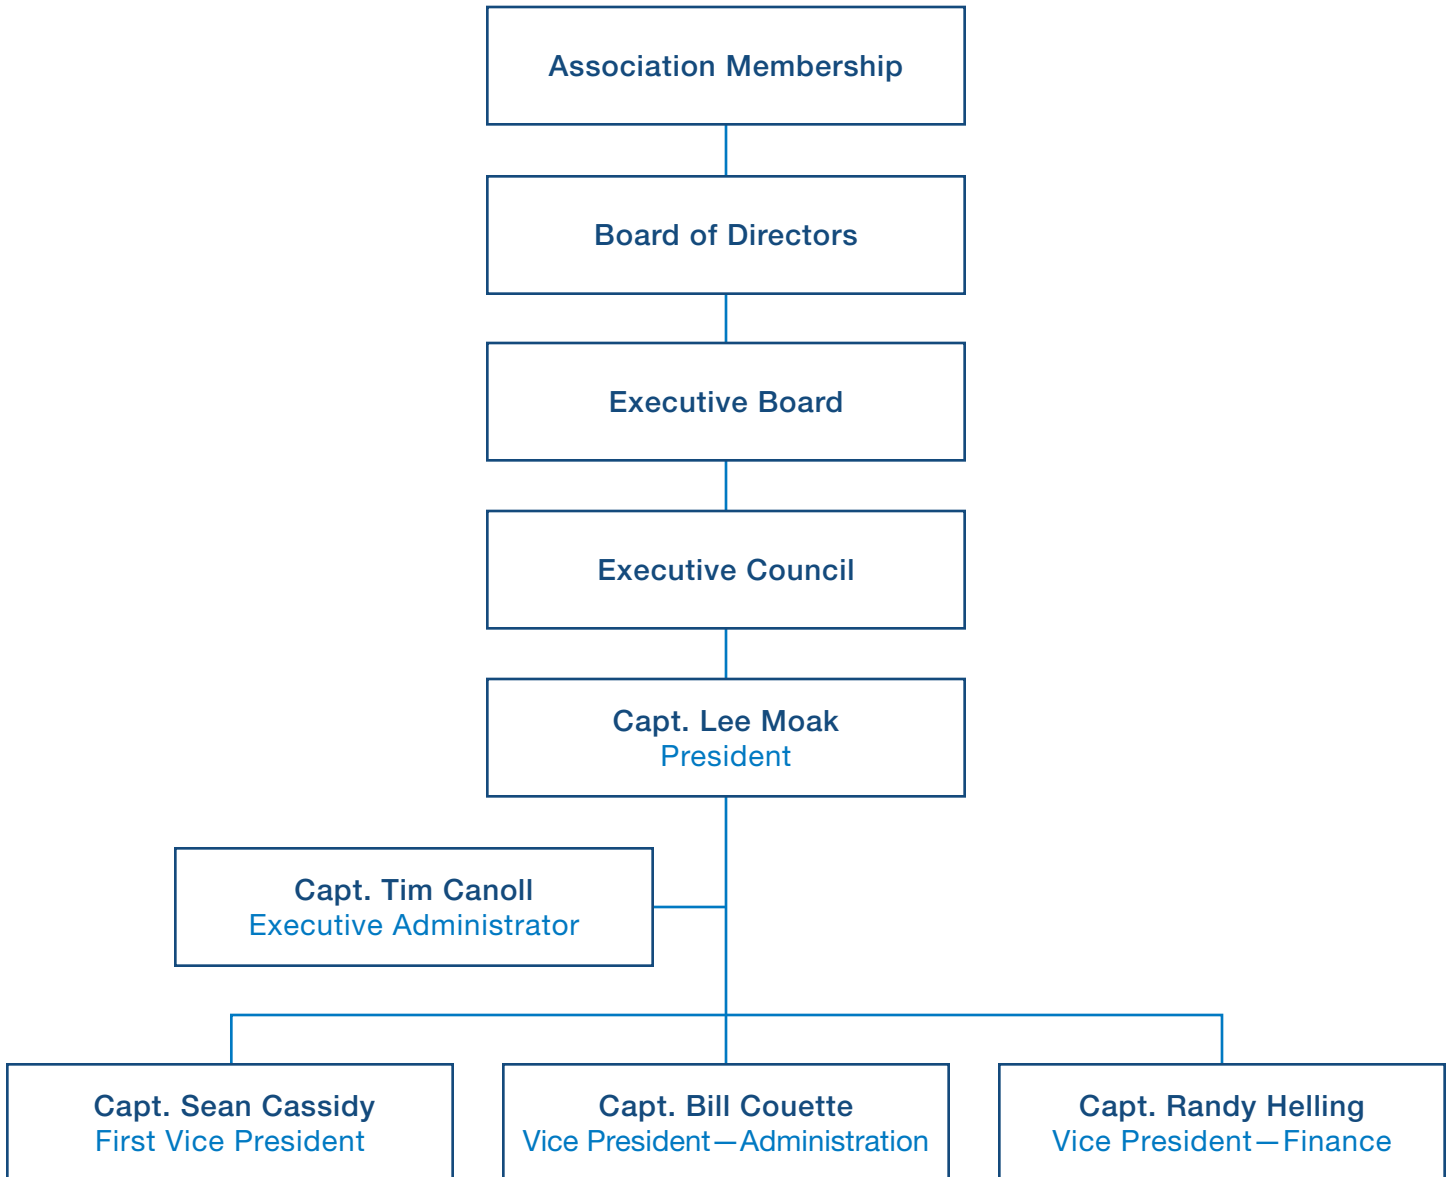 Association Membership
Board of Directors
Executive Board
Executive Council
Capt. Lee Moak
President
Capt. Tim Canoll
Executive Administrator
Capt. Sean Cassidy
First Vice President
Capt. Bill Couette
Vice President—Administration
Capt. Randy Helling
Vice President—Finance